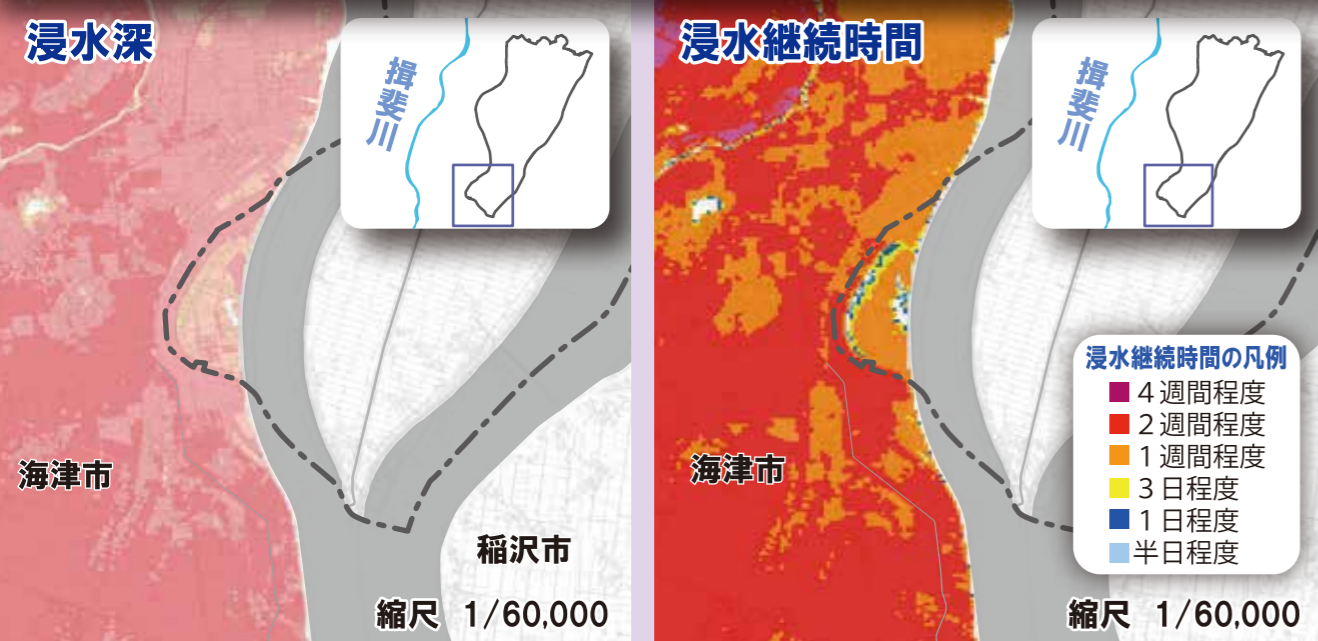 浸水深
揖斐川
海津市
稲沢市
縮尺 1/60,000
浸水継続時間
揖斐川
浸水継続時間の凡例
4週間程度
2週間程度
1週間程度
3日程度
1日程度
半日程度
海津市
縮尺 1/60,000